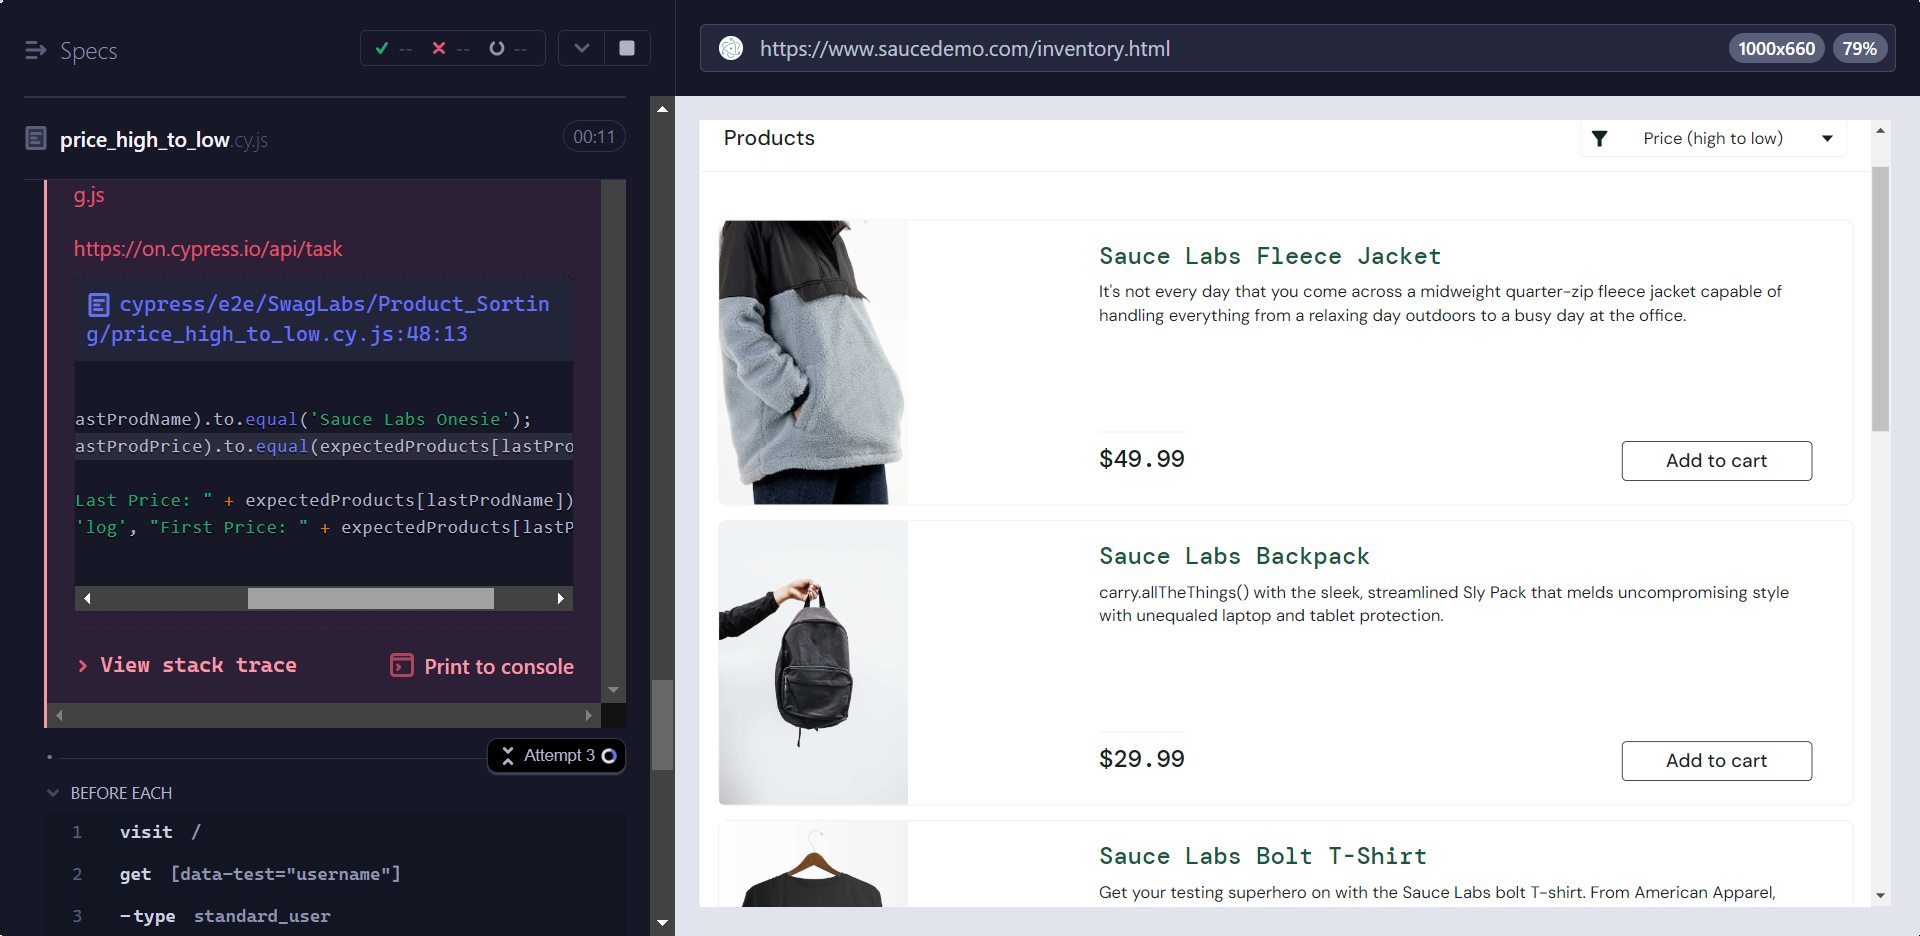 Specs
--
--
--
price_high_to_low.cy.js
00:11
g.js
https://on.cypress.io/api/task
cypress/e2e/SwagLabs/Product_Sortin
g/price_high_to_low.cy.js:48:13
astProdName).to.equal('Sauce Labs Onesie');
astProdPrice).to.equal(expectedProducts[lastPro
Last Price: " + expectedProducts[lastProdName])
'log', "First Price: " + expectedProducts[lastP
View stack trace
Print to console
Attempt 3
BEFORE EACH
1 visit /
2 get [data-test="username"]
3 -type standard_user
https://www.saucedemo.com/inventory.html
1000x660
79%
Products
Price (high to low)
Sauce Labs Fleece Jacket
It's not every day that you come across a midweight quarter-zip fleece jacket capable of
handling everything from a relaxing day outdoors to a busy day at the office.
$49.99
Add to cart
Sauce Labs Backpack
carry.allTheThings() with the sleek, streamlined Sly Pack that melds uncompromising style
with unequaled laptop and tablet protection.
$29.99
Add to cart
Sauce Labs Bolt T-Shirt
Get your testing superhero on with the Sauce Labs bolt T-shirt. From American Apparel,